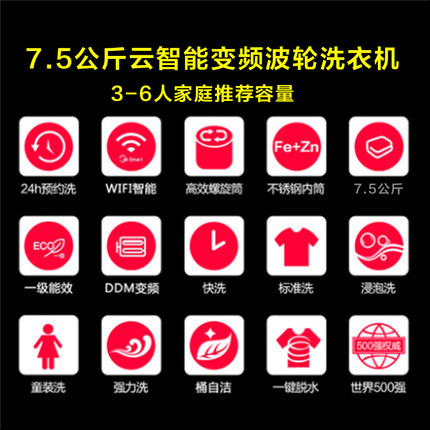 7.5公斤云智能变频波轮洗衣机
3-6人家庭推荐容量
Smart
Fe+Zn
24h预约洗 WIFI智能 高效螺旋筒 不锈钢内筒 7.5公斤
ECO
一级能效 DDM变频 快洗 标准洗 浸泡洗
500强权威
童装洗 强力洗 桶自洁 一键脱水 世界500强